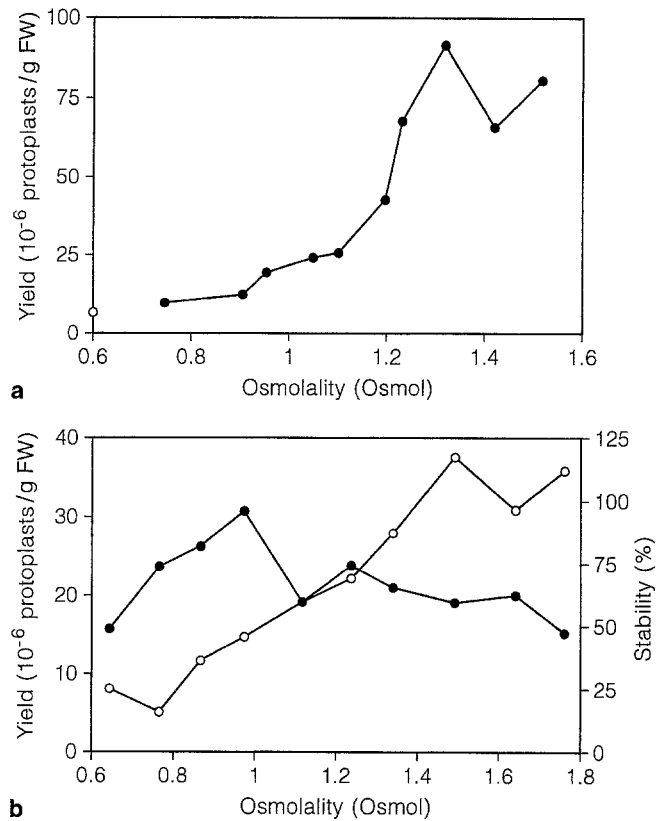 100
75
50
25
0
Yield (10⁻⁶ protoplasts/g FW)
0.6 0.8 1 1.2 1.4 1.6
Osmolality (Osmol)
a
40
30
20
10
0
Yield (10⁻⁶ protoplasts/g FW)
125
100
75
50
25
0
Stability (%)
0.6 0.8 1 1.2 1.4 1.6 1.8
Osmolality (Osmol)
b